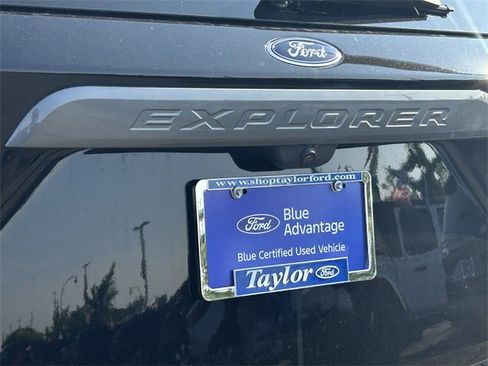 Ford
EXPLORER
www.shoptaylorford.com
Ford
Blue
Advantage
Blue Certified Used Vehicle
Taylor Ford